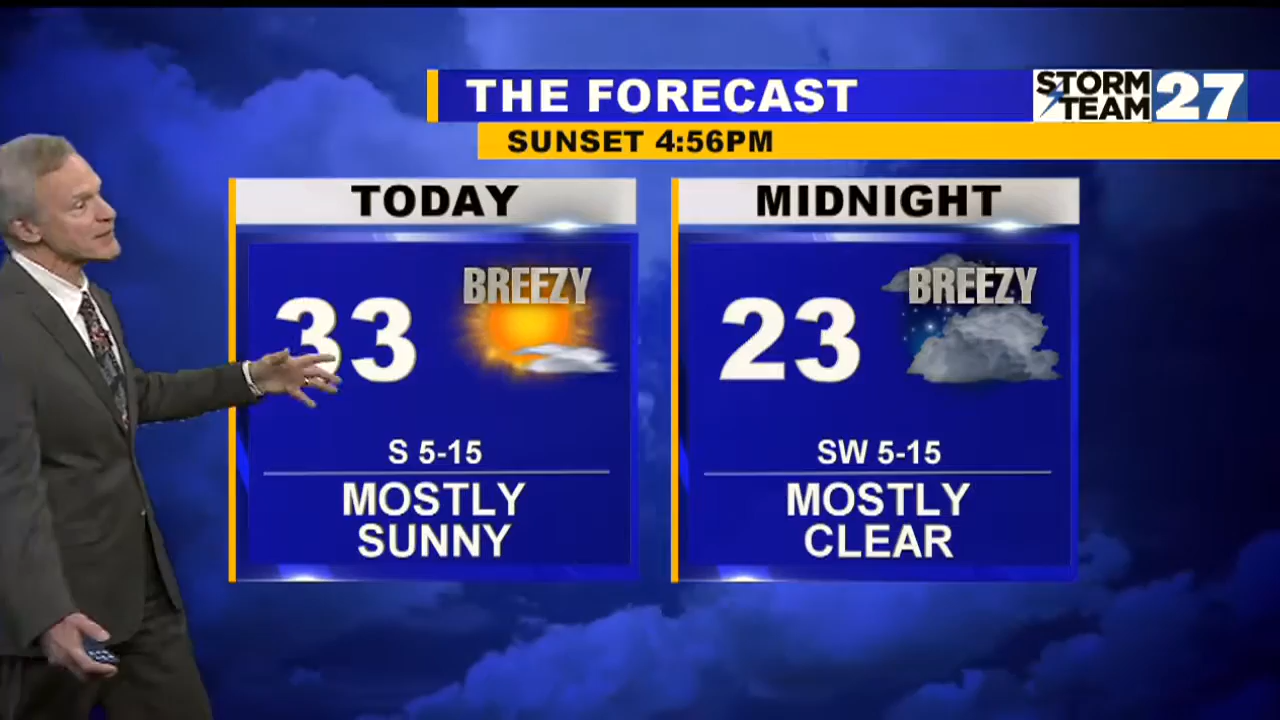 THE FORECAST
STORM
TEAM
27
SUNSET 4:56PM
TODAY
BREEZY
33
S 5-15
MOSTLY
SUNNY
MIDNIGHT
BREEZY
23
SW 5-15
MOSTLY
CLEAR